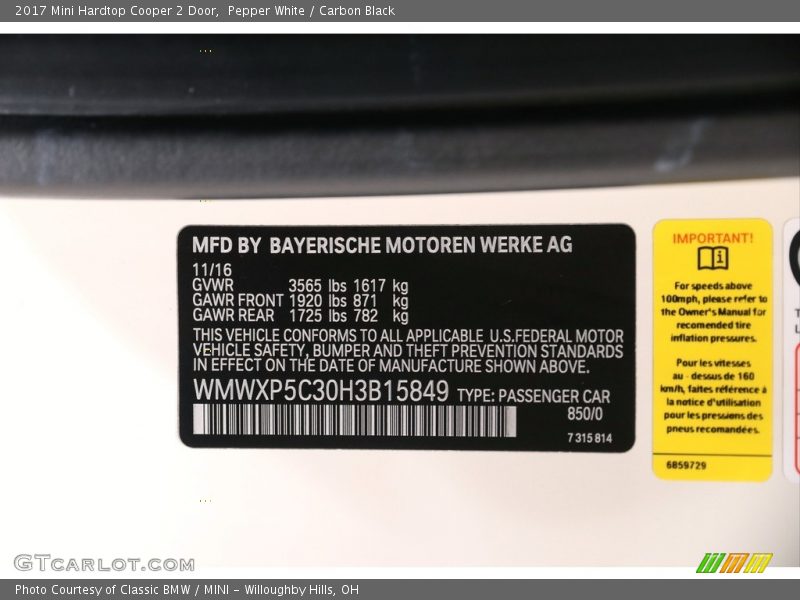 2017 Mini Hardtop Cooper 2 Door,  Pepper White / Carbon Black
MFD BY BAYERISCHE MOTOREN WERKE AG
11/16
GVWR 3565 lbs 1617 kg
GAWR FRONT 1920 lbs 871 kg
GAWR REAR 1725 lbs 782 kg
THIS VEHICLE CONFORMS TO ALL APPLICABLE U.S.FEDERAL MOTOR
VEHICLE SAFETY, BUMPER AND THEFT PREVENTION STANDARDS
IN EFFECT ON THE DATE OF MANUFACTURE SHOWN ABOVE.
WMWXP5C30H3B15849 TYPE: PASSENGER CAR
850/0
7 315 814
IMPORTANT!
For speeds above
100mph, please refer to
the Owner's Manual for
recomended tire
inflation pressures.
Pour les vitesses
au - dessus de 160
km/h, faites référence à
la notice d'utilisation
pour les pressions des
pneus recomandées.
6859729
GTCARLOT.COM
Photo Courtesy of Classic BMW / MINI - Willoughby Hills, OH